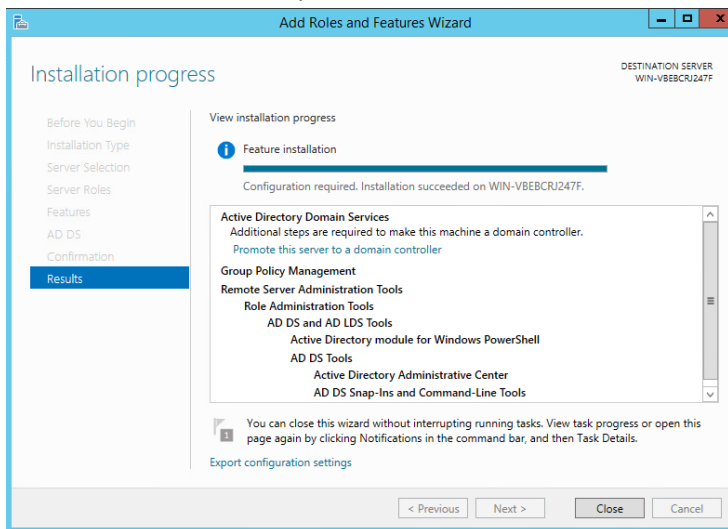 Add Roles and Features Wizard
Installation progress
DESTINATION SERVER
WIN-VBEBCRJ247F
Before You Begin
Installation Type
Server Selection
Server Roles
Features
AD DS
Confirmation
Results
View installation progress
Feature installation
Configuration required. Installation succeeded on WIN-VBEBCRJ247F.
Active Directory Domain Services
Additional steps are required to make this machine a domain controller.
Promote this server to a domain controller
Group Policy Management
Remote Server Administration Tools
Role Administration Tools
AD DS and AD LDS Tools
Active Directory module for Windows PowerShell
AD DS Tools
Active Directory Administrative Center
AD DS Snap-Ins and Command-Line Tools
1
You can close this wizard without interrupting running tasks. View task progress or open this
page again by clicking Notifications in the command bar, and then Task Details.
Export configuration settings
< Previous
Next >
Close
Cancel